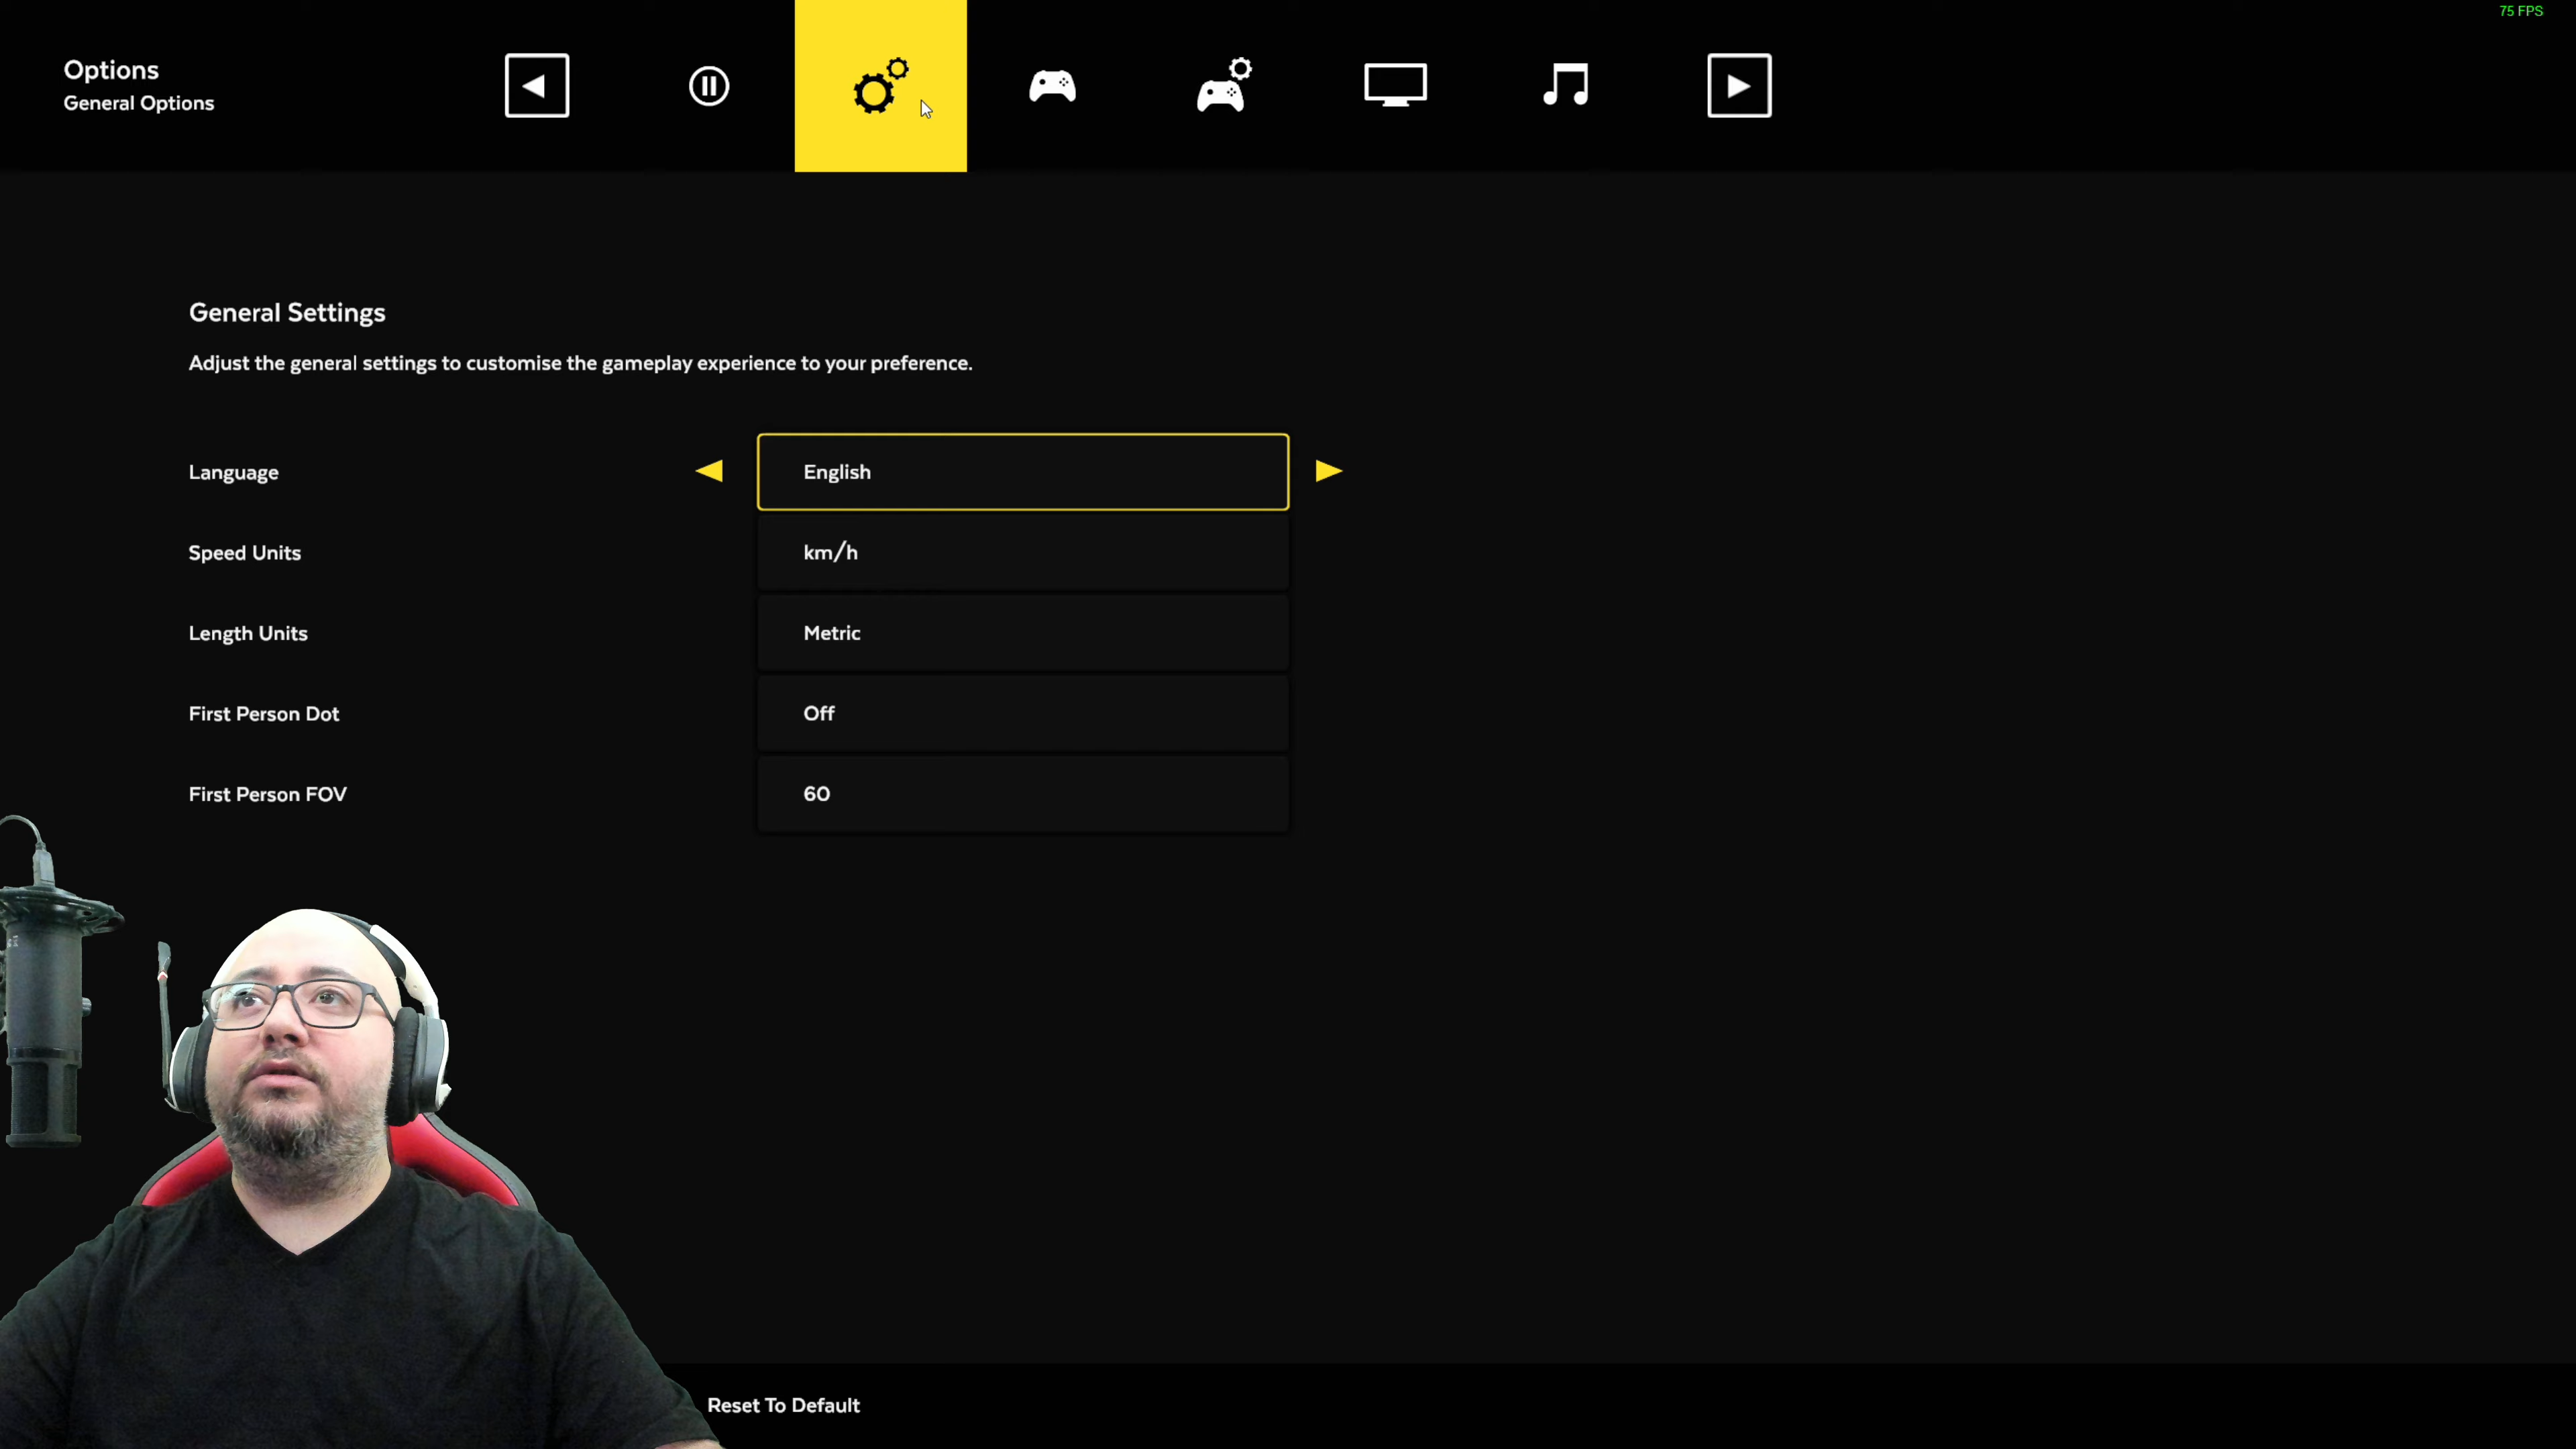 75 FPS
Options
General Options
General Settings
Adjust the general settings to customise the gameplay experience to your preference.
Language
English
Speed Units
km/h
Length Units
Metric
First Person Dot
Off
First Person FOV
60
Reset To Default